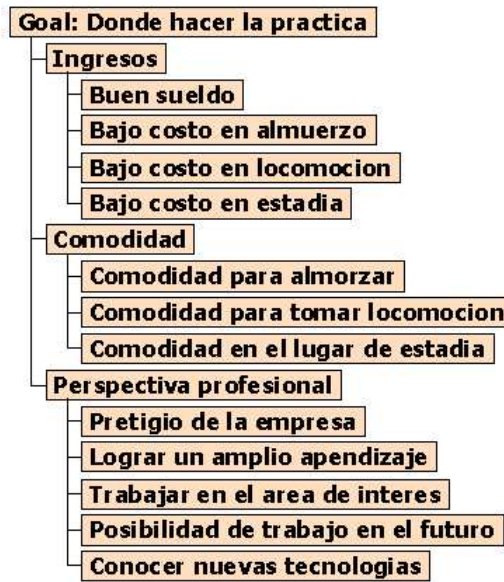 Goal: Donde hacer la practica
Ingresos
Buen sueldo
Bajo costo en almuerzo
Bajo costo en locomocion
Bajo costo en estadia
Comodidad
Comodidad para almorzar
Comodidad para tomar locomocion
Comodidad en el lugar de estadia
Perspectiva profesional
Pretigio de la empresa
Lograr un amplio apendizaje
Trabajar en el area de interes
Posibilidad de trabajo en el futuro
Conocer nuevas tecnologias